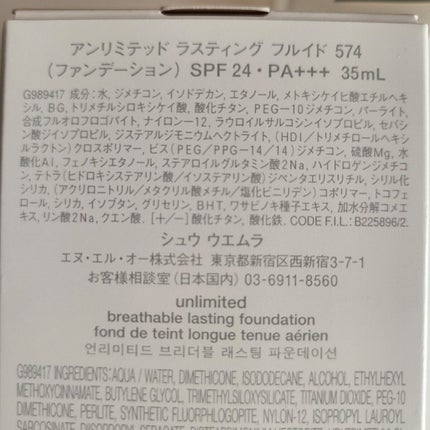 アンリミテッド ラスティング フルイド 574
(ファンデーション) SPF 24・PA+++ 35mL
G989417 成分：水、ジメチコン、イソドデカン、エタノール、メトキシケイヒ酸エチルヘキ
シル、BG、トリメチルシロキシケイ酸、酸化チタン、PEG-10ジメチコン、パーライト、
合成フルオロフロゴパイト、ナイロン-12、ラウロイルサルコシンイソプロピル、セバシ
ン酸ジイソプロピル、ジステアルジモニウムヘクトライト、(HDI/トリメチロールヘキシ
ルラクトン)クロスポリマー、ビス(PEG/PPG-14/14)ジメチコン、硫酸Mg、水
酸化Al、フェノキシエタノール、ステアロイルグルタミン酸2Na、ハイドロゲンジメチコ
ン、テトラ(ヒドロキシステアリン酸/イソステアリン酸)ジペンタエリスリチル、シリル化
シリカ、(アクリロニトリル/メタクリル酸メチル/塩化ビニリデン)コポリマー、トコフェ
ロール、シリカ、イソブタン、グリセリン、BHT、ワサビノキ種子エキス、加水分解コメエ
キス、リン酸2Na、クエン酸、[+/-]酸化チタン、酸化鉄. CODE F.I.L.: B225896/2.
シュウ ウエムラ
エヌ・エル・オー株式会社 東京都新宿区西新宿3-7-1
お客様相談室(日本国内) 03-6911-8560
unlimited
breathable lasting foundation
fond de teint longue tenue aérien
언리미티드 브리더블 래스팅 파운데이션
G989417 INGREDIENTS: AQUA / WATER, DIMETHICONE, ISODODECANE, ALCOHOL, ETHYLHEXYL
METHOXYCINNAMATE, BUTYLENE GLYCOL, TRIMETHYLSILOXYSILICATE, TITANIUM DIOXIDE, PEG-10
DIMETHICONE, PERLITE, SYNTHETIC FLUORPHLOGOPITE, NYLON-12, ISOPROPYL LAUROYL